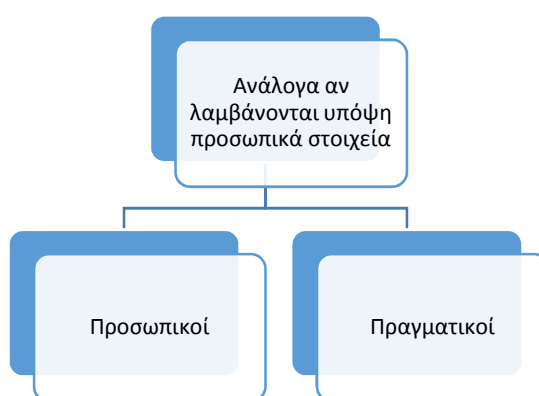 Ανάλογα αν
λαμβάνονται υπόψη
προσωπικά στοιχεία
Προσωπικοί
Πραγματικοί